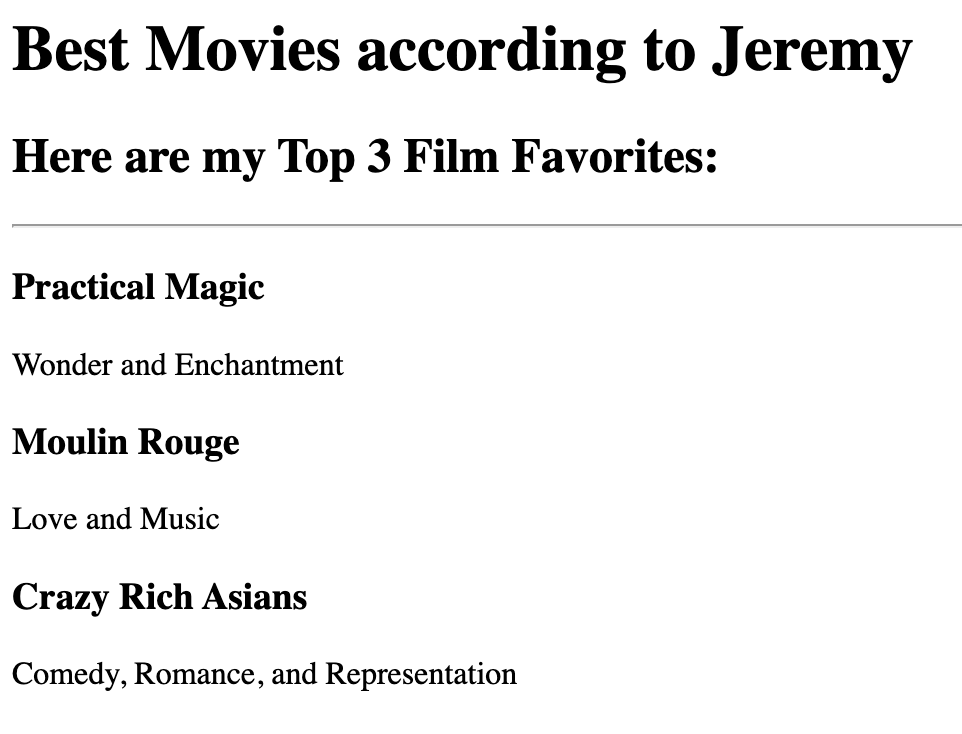 Best Movies according to Jeremy
Here are my Top 3 Film Favorites:
Practical Magic
Wonder and Enchantment
Moulin Rouge
Love and Music
Crazy Rich Asians
Comedy, Romance, and Representation